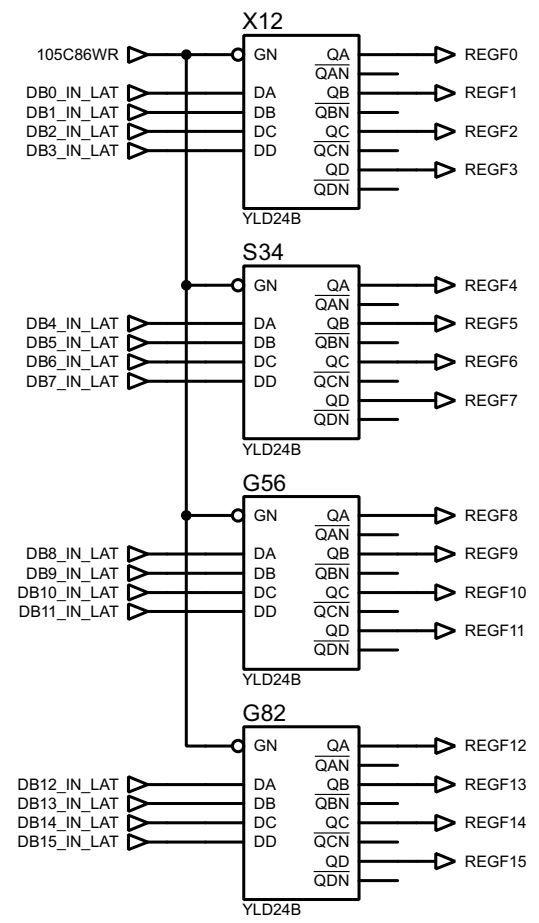 X12
105C86WR GN QA REGF0
QAN
DB0_IN_LAT DA QB REGF1
DB1_IN_LAT DB QBN
DB2_IN_LAT DC QC REGF2
DB3_IN_LAT DD QCN
QD REGF3
QDN
YLD24B
S34
GN QA REGF4
QAN
DB4_IN_LAT DA QB REGF5
DB5_IN_LAT DB QBN
DB6_IN_LAT DC QC REGF6
DB7_IN_LAT DD QCN
QD REGF7
QDN
YLD24B
G56
GN QA REGF8
QAN
DB8_IN_LAT DA QB REGF9
DB9_IN_LAT DB QBN
DB10_IN_LAT DC QC REGF10
DB11_IN_LAT DD QCN
QD REGF11
QDN
YLD24B
G82
GN QA REGF12
QAN
DB12_IN_LAT DA QB REGF13
DB13_IN_LAT DB QBN
DB14_IN_LAT DC QC REGF14
DB15_IN_LAT DD QCN
QD REGF15
QDN
YLD24B